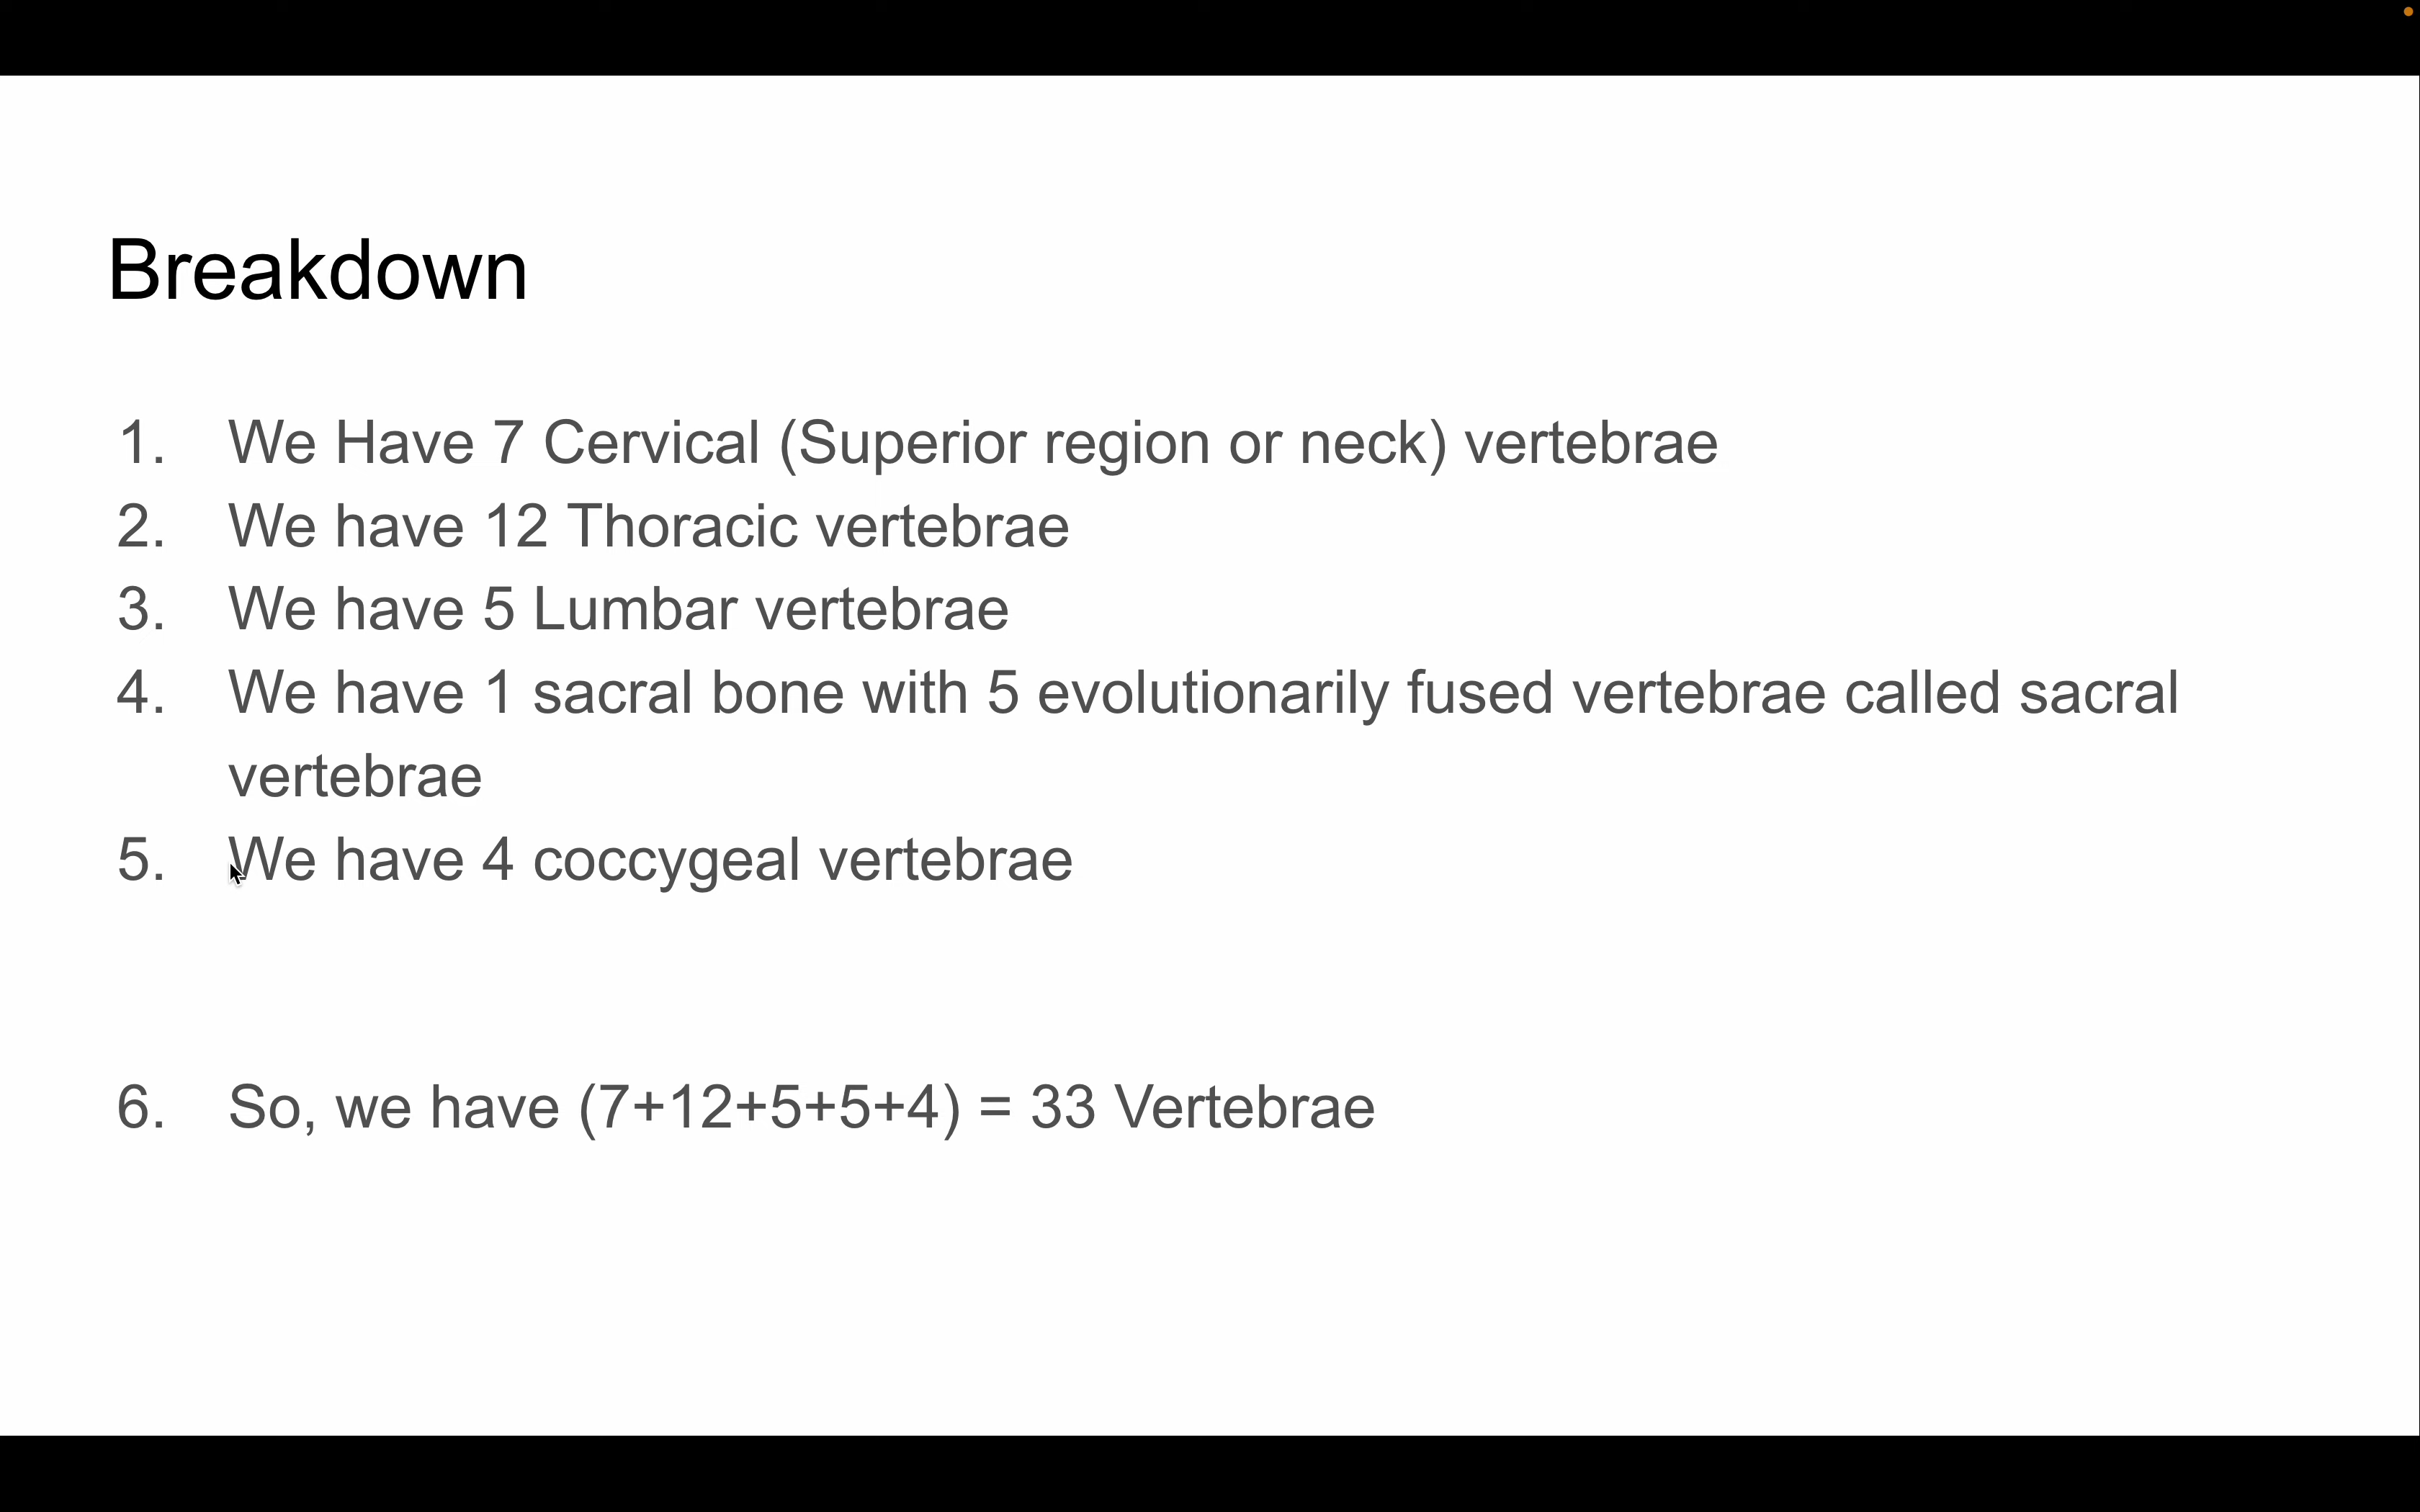 Breakdown
1. We Have 7 Cervical (Superior region or neck) vertebrae
2. We have 12 Thoracic vertebrae
3. We have 5 Lumbar vertebrae
4. We have 1 sacral bone with 5 evolutionarily fused vertebrae called sacral
vertebrae
5. We have 4 coccygeal vertebrae
6. So, we have (7+12+5+5+4) = 33 Vertebrae